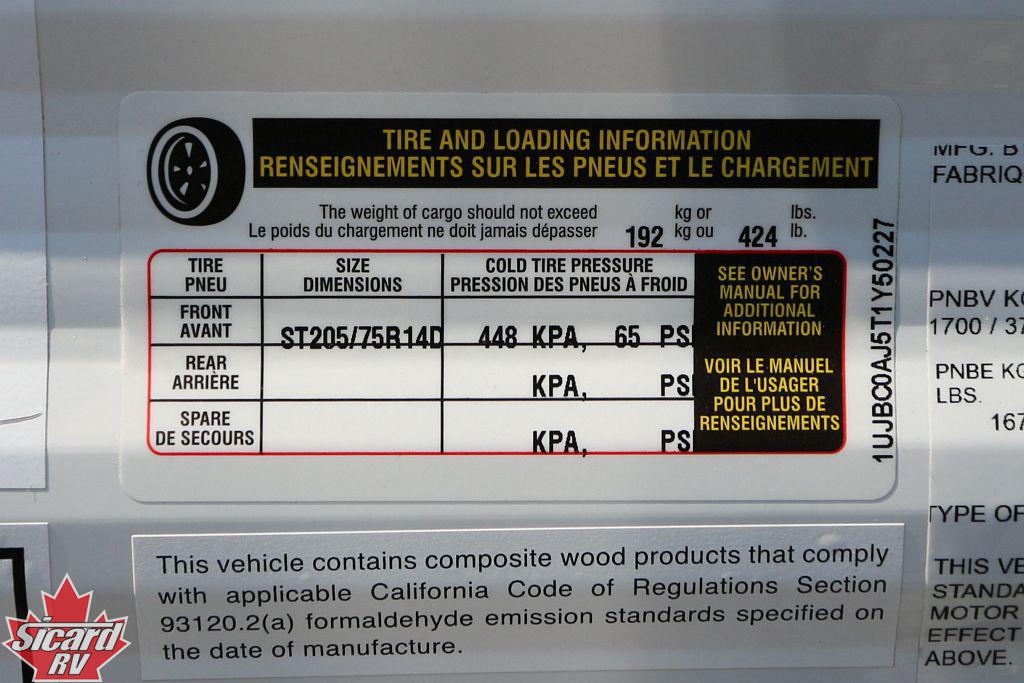 TIRE AND LOADING INFORMATION
RENSEIGNEMENTS SUR LES PNEUS ET LE CHARGEMENT
The weight of cargo should not exceed kg or lbs.
Le poids du chargement ne doit jamais dépasser 192 kg ou 424 lb.
TIRE
PNEU
SIZE
DIMENSIONS
COLD TIRE PRESSURE
PRESSION DES PNEUS À FROID
FRONT
AVANT
ST205/75R14D
448 KPA, 65 PSI
REAR
ARRIÈRE
KPA, PSI
SPARE
DE SECOURS
KPA, PSI
SEE OWNER'S
MANUAL FOR
ADDITIONAL
INFORMATION
VOIR LE MANUEL
DE L'USAGER
POUR PLUS DE
RENSEIGNEMENTS
1UJBC0AJ5T1Y50227
This vehicle contains composite wood products that comply
with applicable California Code of Regulations Section
93120.2(a) formaldehyde emission standards specified on
the date of manufacture.
MFG. B
FABRIQ
PNBV KG
1700 / 37
PNBE KG
LBS.
167
TYPE OF
THIS VE
STANDA
MOTOR
EFFECT
ABOVE.
Sicard
RV